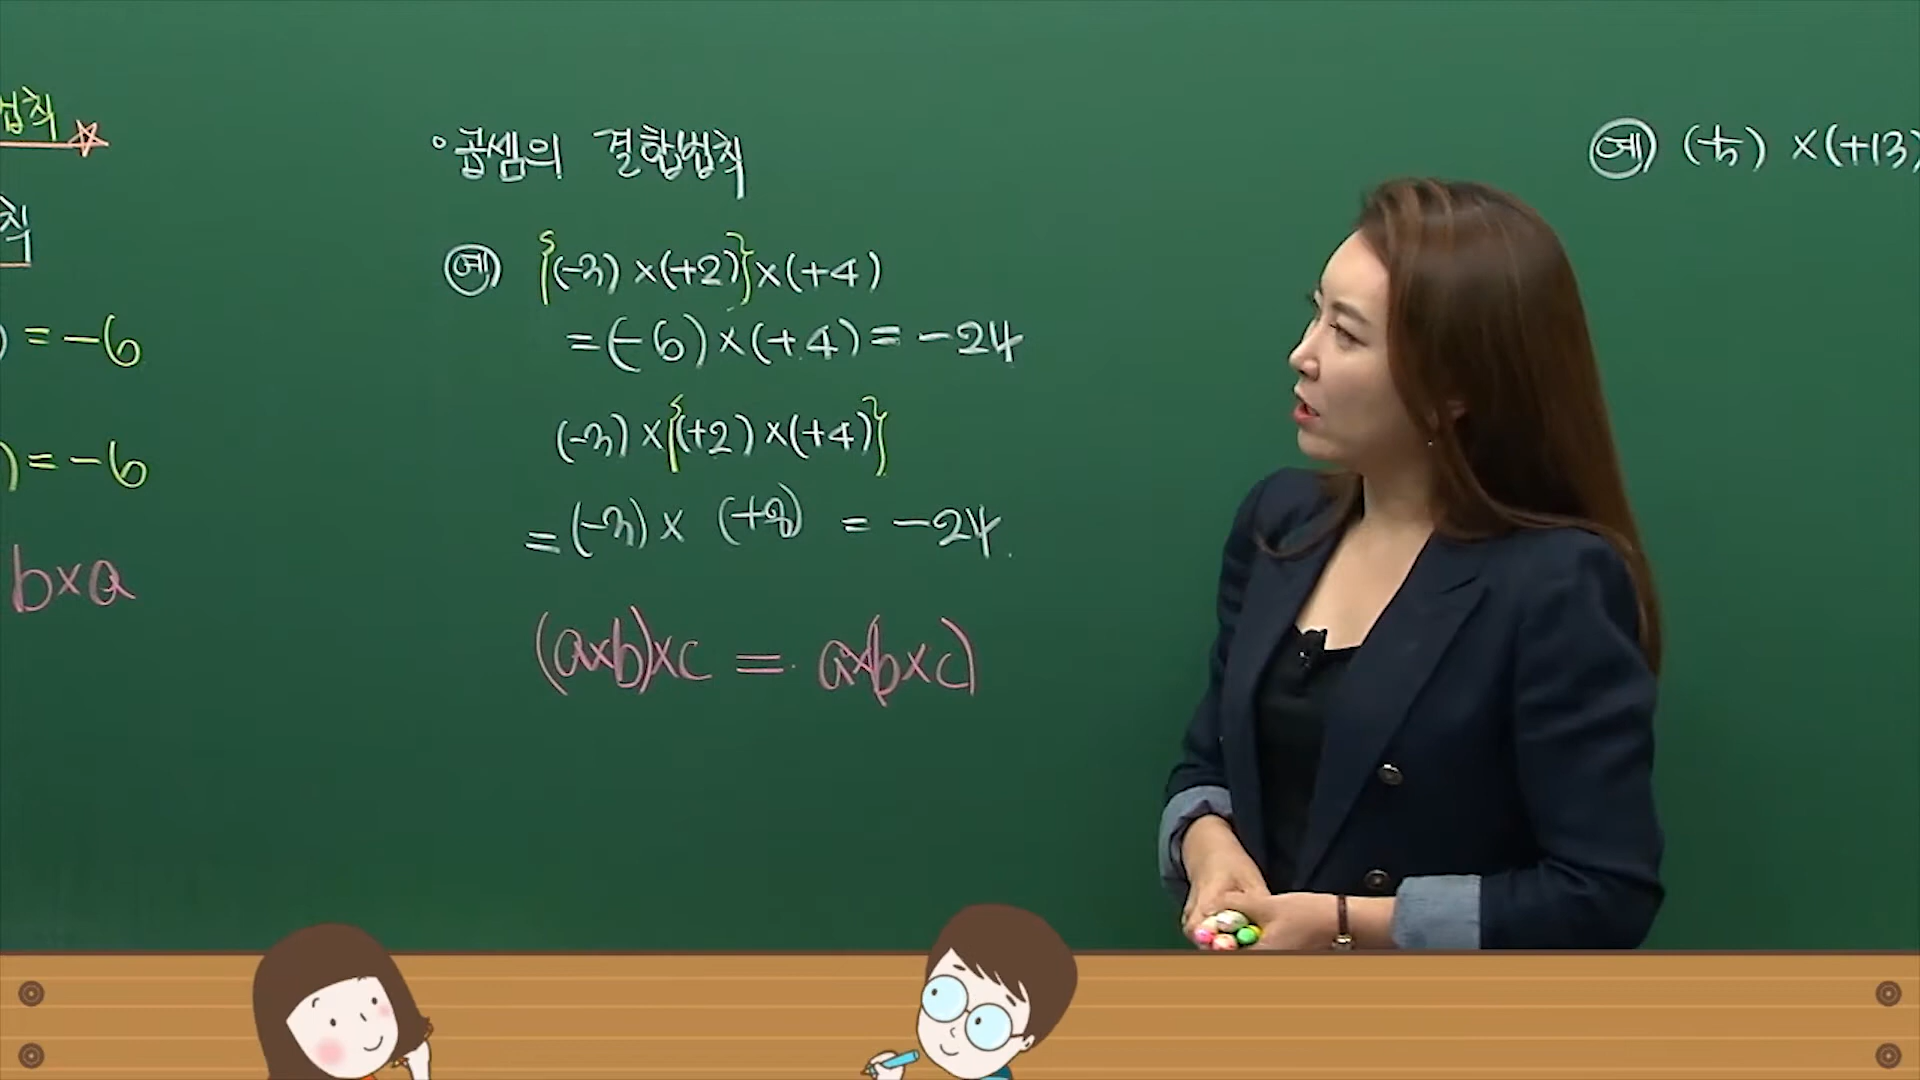 법칙
칙
) = -6
) = -6
b×a
• 곱셈의 결합법칙
예 {(-3)×(+2)}×(+4)
=(-6)×(+4)= -24
(-3)×{(+2)×(+4)}
=(-3)× (+8) = -24.
(a×b)×c = a×(b×c)
예 (+5) ×(+13)